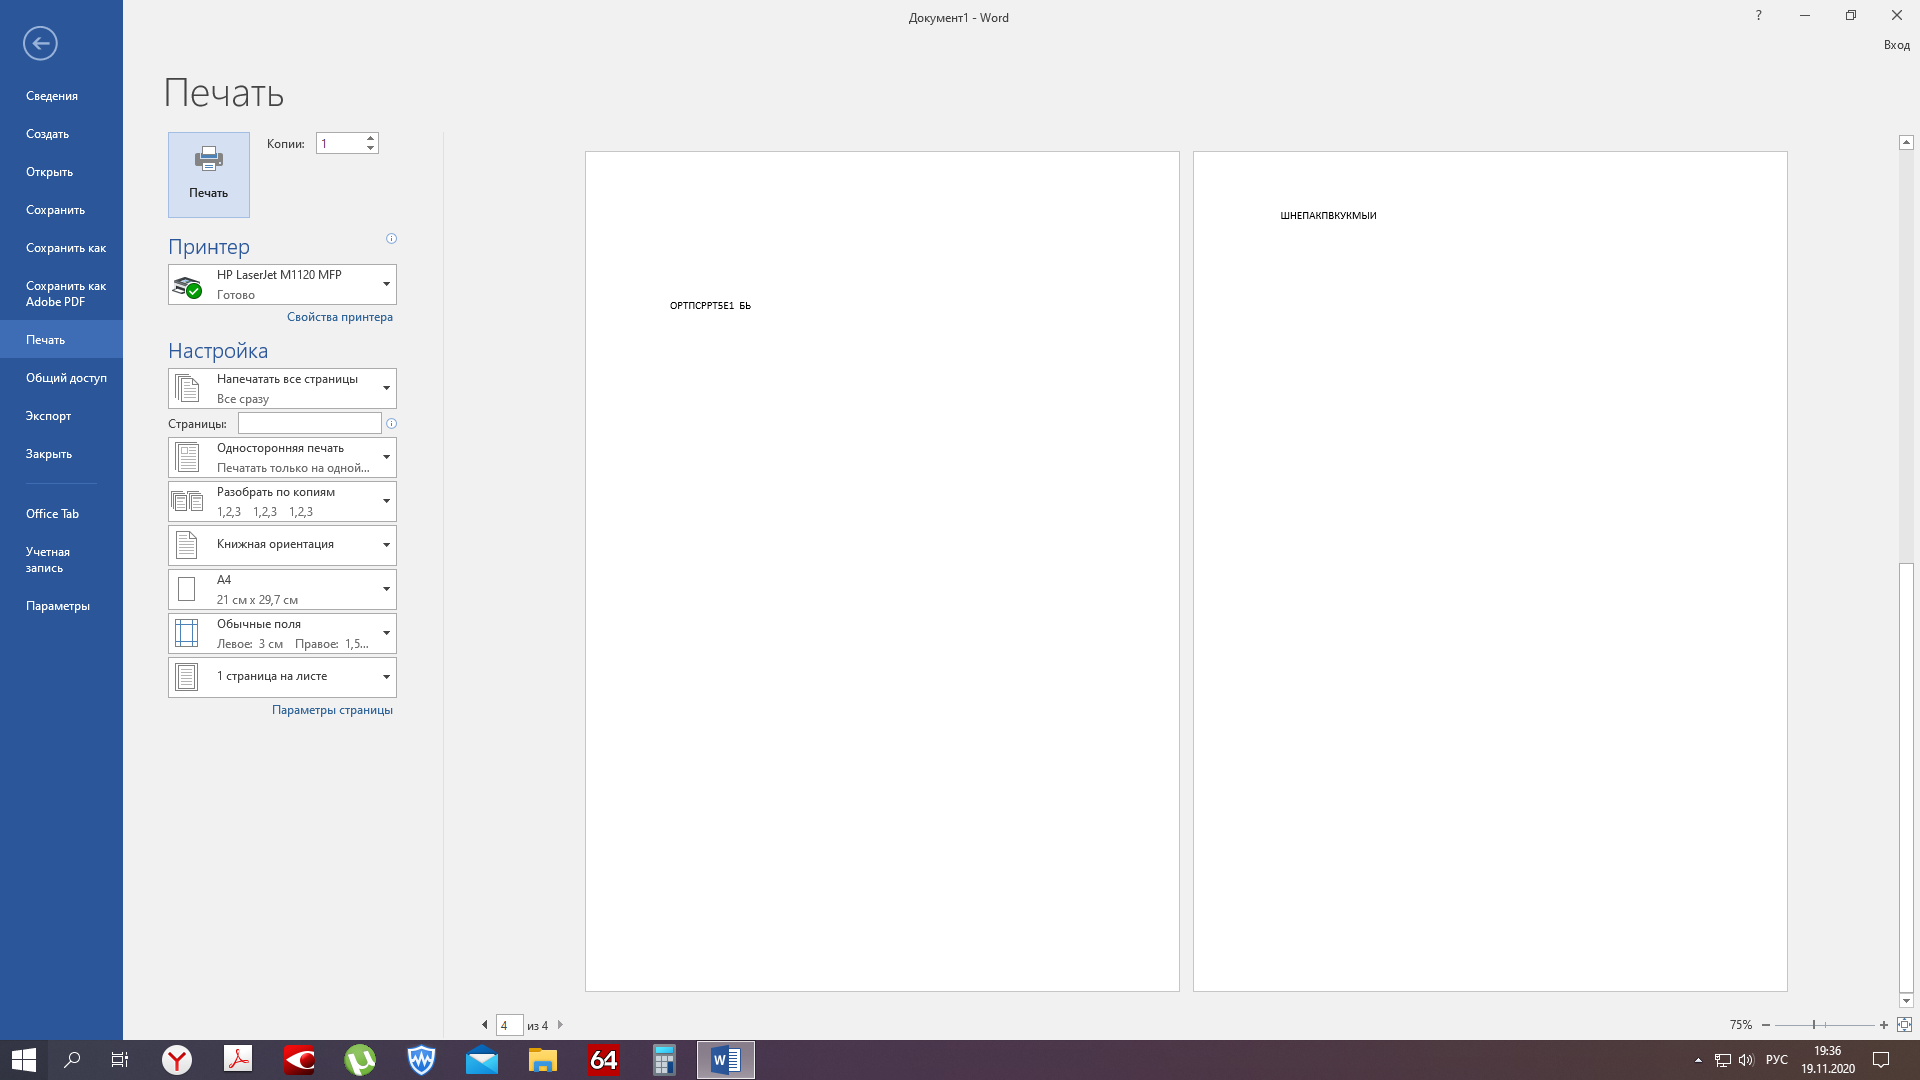 Документ1 - Word
?
Вход
Сведения
Создать
Открыть
Сохранить
Сохранить как
Сохранить как
Adobe PDF
Печать
Общий доступ
Экспорт
Закрыть
Office Tab
Учетная
запись
Параметры
Печать
Печать
Копии: 1
Принтер
HP LaserJet M1120 MFP
Готово
Свойства принтера
Настройка
Напечатать все страницы
Все сразу
Страницы:
Односторонняя печать
Печатать только на одной...
Разобрать по копиям
1,2,3 1,2,3 1,2,3
Книжная ориентация
A4
21 см x 29,7 см
Обычные поля
Левое: 3 см Правое: 1,5...
1 страница на листе
Параметры страницы
ОРТПСРРТ5Е1 БЬ
ШНЕПАКПВКУКМЫИ
4 из 4
75%
64
W
РУС
19:36
19.11.2020